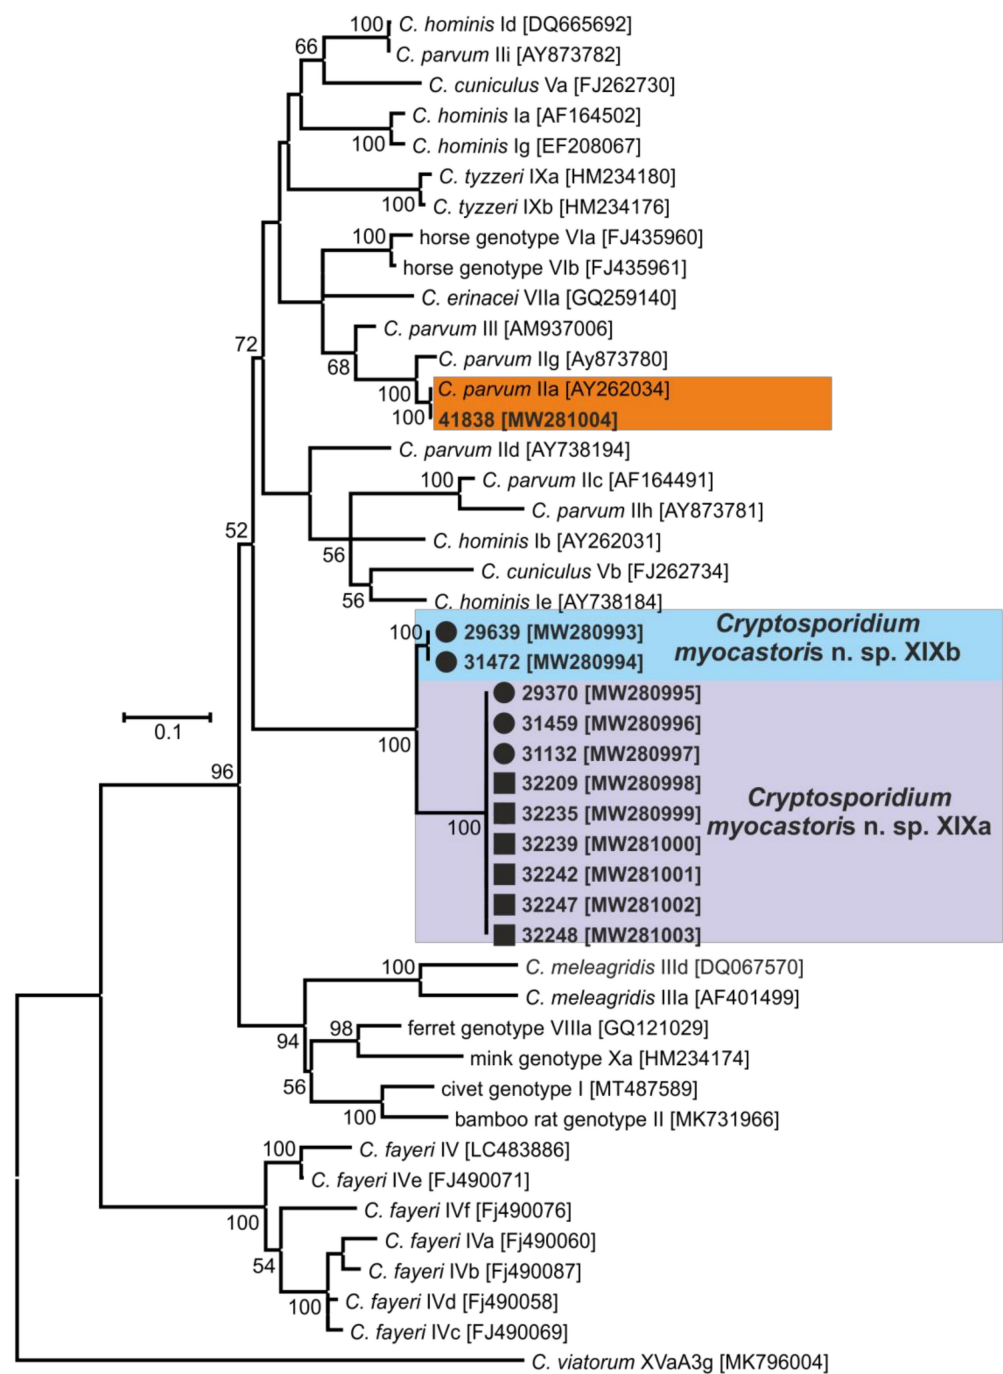 100 C. hominis Id [DQ665692]
66
C. parvum IIi [AY873782]
C. cuniculus Va [FJ262730]
C. hominis Ia [AF164502]
100 C. hominis Ig [EF208067]
C. tyzzeri IXa [HM234180]
100 C. tyzzeri IXb [HM234176]
100 horse genotype VIa [FJ435960]
horse genotype VIb [FJ435961]
C. erinacei VIIa [GQ259140]
C. parvum III [AM937006]
72
68
C. parvum IIg [Ay873780]
100 C. parvum IIa [AY262034]
100 41838 [MW281004]
C. parvum IId [AY738194]
100 C. parvum IIc [AF164491]
C. parvum IIh [AY873781]
52
56
C. hominis Ib [AY262031]
C. cuniculus Vb [FJ262734]
56 C. hominis Ie [AY738184]
100 29639 [MW280993]
31472 [MW280994]
Cryptosporidium
myocastoris n. sp. XIXb
29370 [MW280995]
31459 [MW280996]
0.1
100
31132 [MW280997]
96
32209 [MW280998]
100
32235 [MW280999]
32239 [MW281000]
32242 [MW281001]
32247 [MW281002]
32248 [MW281003]
Cryptosporidium
myocastoris n. sp. XIXa
100 C. meleagridis IIId [DQ067570]
C. meleagridis IIIa [AF401499]
94
98 ferret genotype VIIIa [GQ121029]
mink genotype Xa [HM234174]
56
civet genotype I [MT487589]
100 bamboo rat genotype II [MK731966]
100 C. fayeri IV [LC483886]
C. fayeri IVe [FJ490071]
100
C. fayeri IVf [Fj490076]
54
C. fayeri IVa [Fj490060]
C. fayeri IVb [Fj490087]
100 C. fayeri IVd [Fj490058]
C. fayeri IVc [FJ490069]
C. viatorum XVaA3g [MK796004]